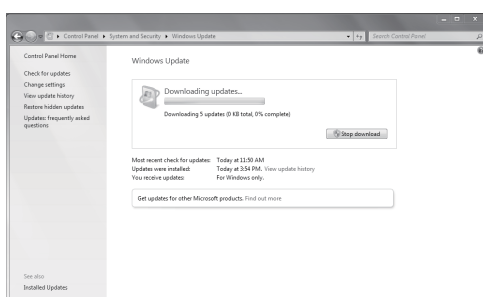 Control Panel ▸ System and Security ▸ Windows Update
Search Control Panel
Control Panel Home
Check for updates
Change settings
View update history
Restore hidden updates
Updates: frequently asked
questions
See also
Installed Updates
Windows Update
Downloading updates...
Downloading 5 updates (0 KB total, 0% complete)
Stop download
Most recent check for updates: Today at 11:50 AM
Updates were installed: Today at 3:54 PM. View update history
You receive updates: For Windows only.
Get updates for other Microsoft products. Find out more